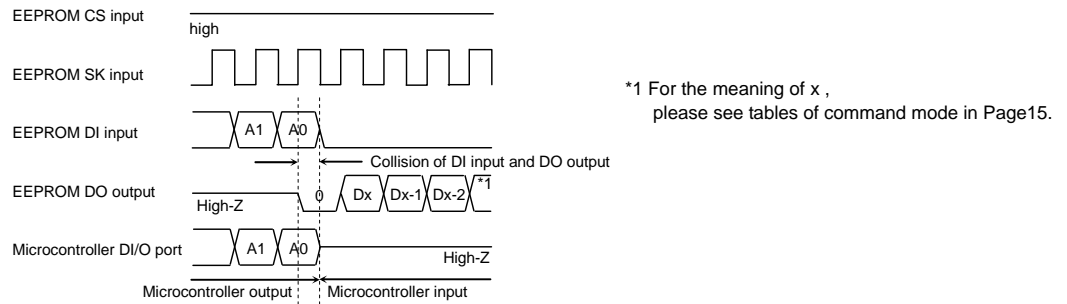 EEPROM CS input
high
EEPROM SK input
*1 For the meaning of x ,
please see tables of command mode in Page15.
EEPROM DI input
A1 A0
Collision of DI input and DO output
EEPROM DO output
High-Z
0 Dx Dx-1 Dx-2 *1
Microcontroller DI/O port
A1 A0
High-Z
Microcontroller output Microcontroller input